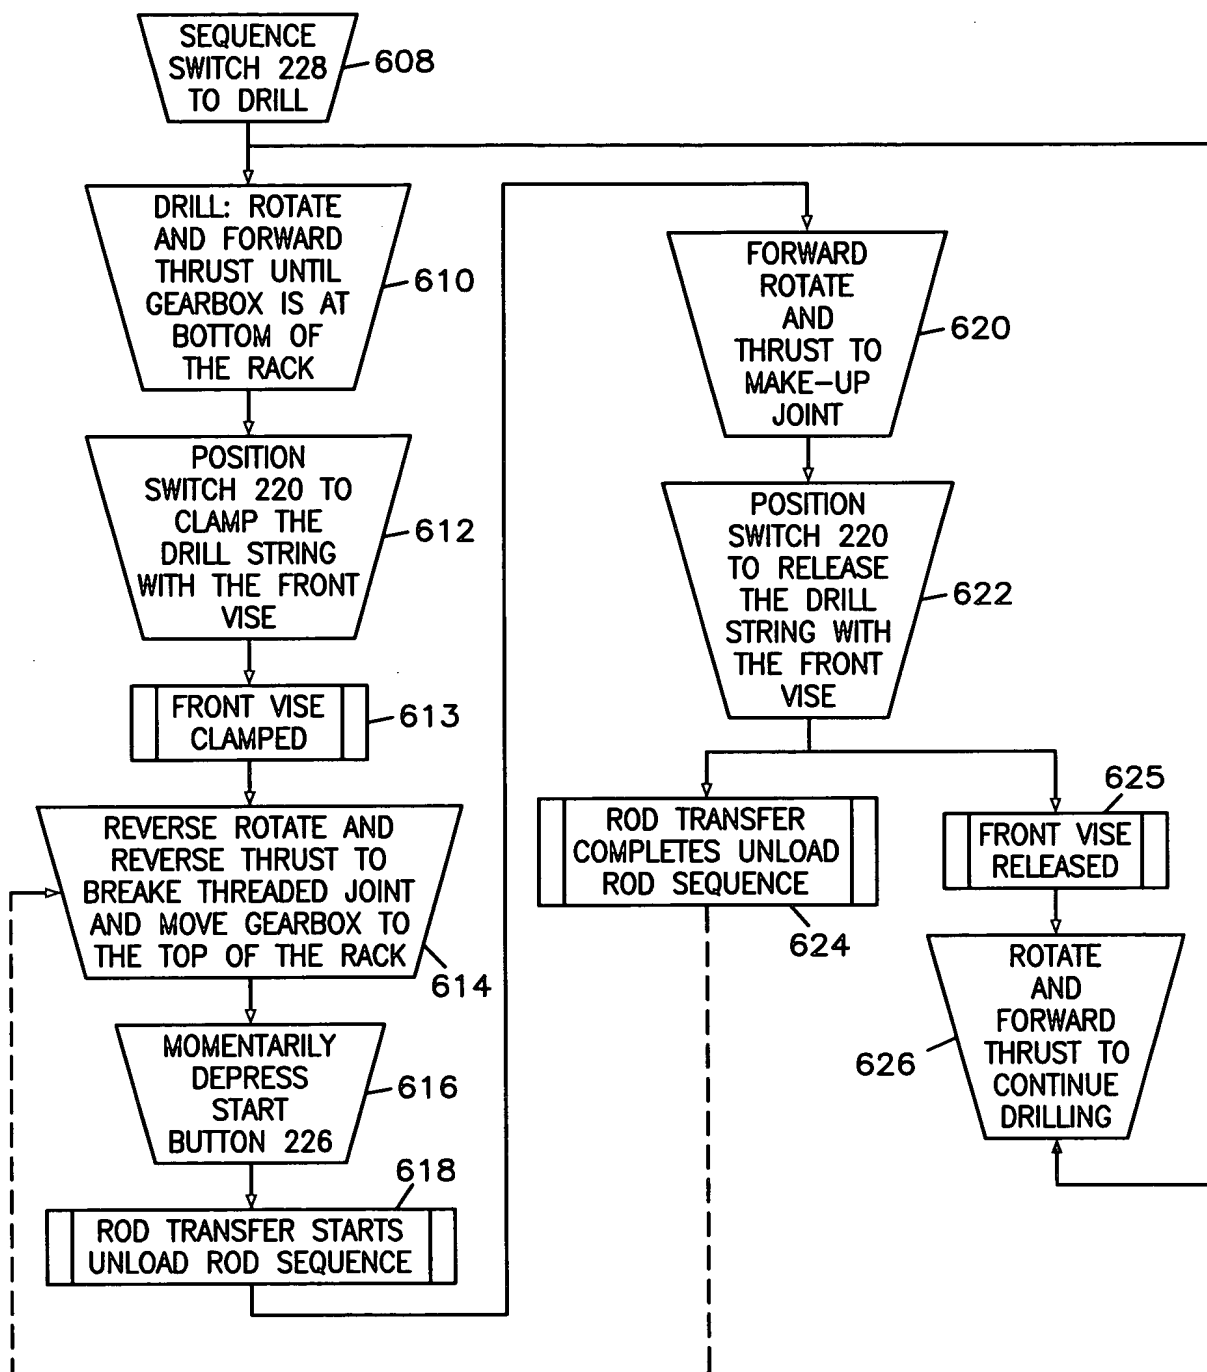 SEQUENCE
SWITCH 228
TO DRILL
608
DRILL: ROTATE
AND FORWARD
THRUST UNTIL
GEARBOX IS AT
BOTTOM OF
THE RACK
610
POSITION
SWITCH 220 TO
CLAMP THE
DRILL STRING
WITH THE FRONT
VISE
612
FRONT VISE
CLAMPED
613
REVERSE ROTATE AND
REVERSE THRUST TO
BREAKE THREADED JOINT
AND MOVE GEARBOX TO
THE TOP OF THE RACK
614
MOMENTARILY
DEPRESS
START
BUTTON 226
616
618
ROD TRANSFER STARTS
UNLOAD ROD SEQUENCE
FORWARD
ROTATE
AND
THRUST TO
MAKE-UP
JOINT
620
POSITION
SWITCH 220
TO RELEASE
THE DRILL
STRING WITH
THE FRONT
VISE
622
ROD TRANSFER
COMPLETES UNLOAD
ROD SEQUENCE
624
625
FRONT VISE
RELEASED
ROTATE
AND
FORWARD
THRUST TO
CONTINUE
DRILLING
626